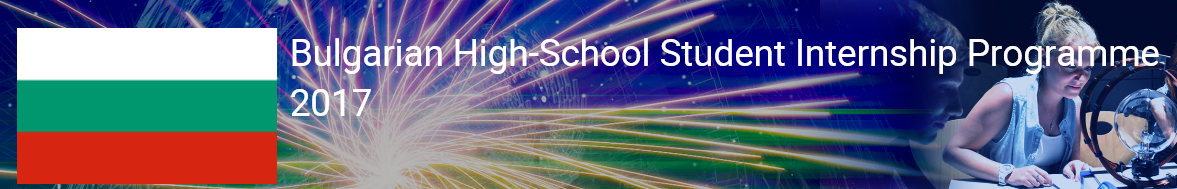 Bulgarian High-School Student Internship Programme
2017